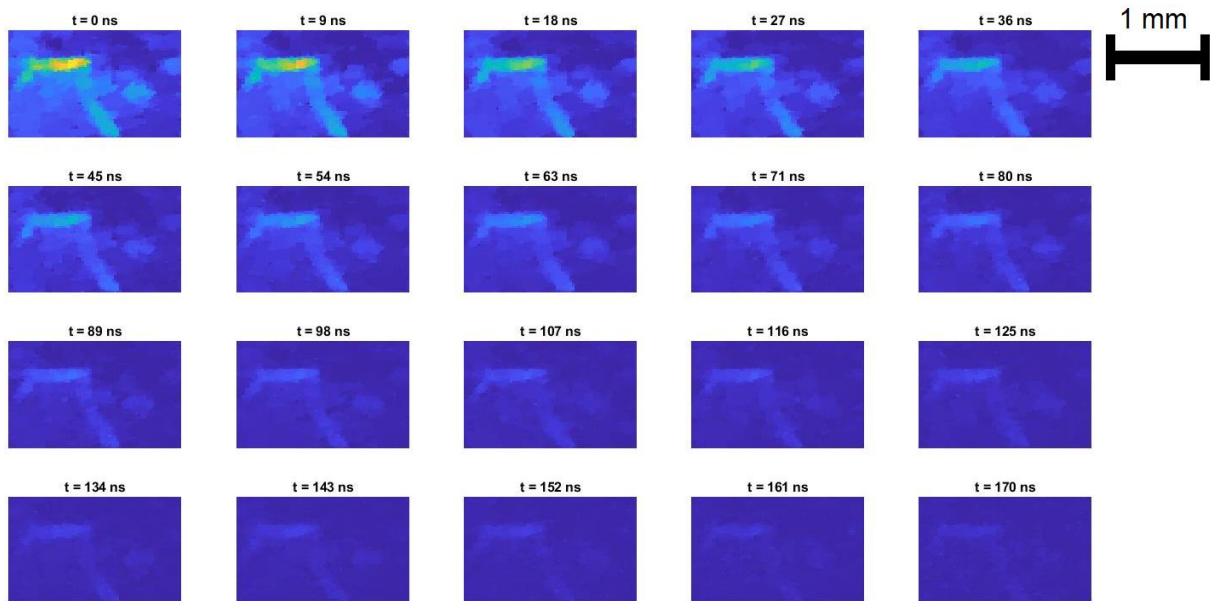 t = 0 ns
t = 9 ns
t = 18 ns
t = 27 ns
t = 36 ns
1 mm
t = 45 ns
t = 54 ns
t = 63 ns
t = 71 ns
t = 80 ns
t = 89 ns
t = 98 ns
t = 107 ns
t = 116 ns
t = 125 ns
t = 134 ns
t = 143 ns
t = 152 ns
t = 161 ns
t = 170 ns